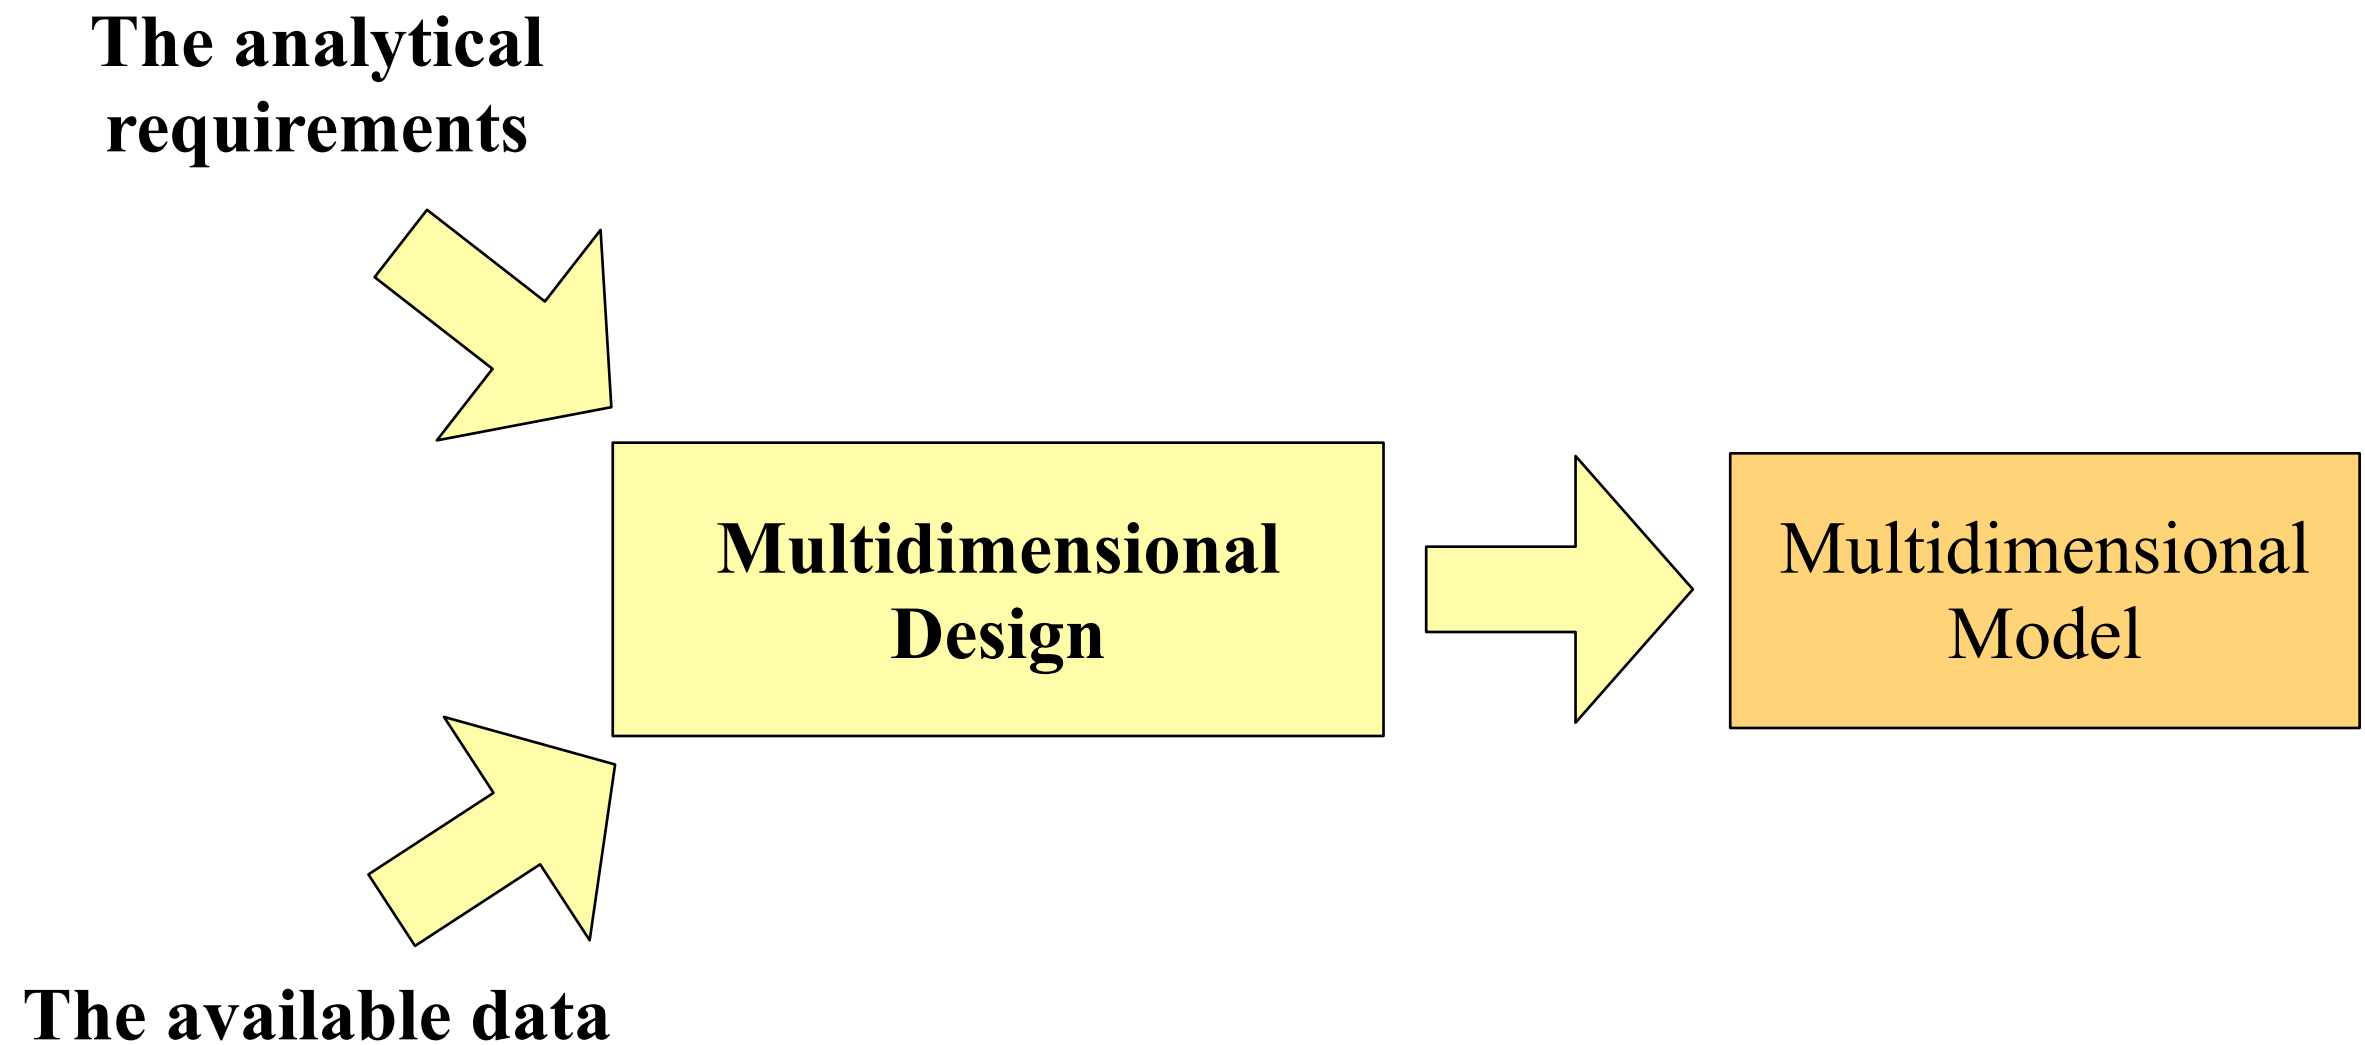 The analytical
requirements
Multidimensional
Design
Multidimensional
Model
The available data